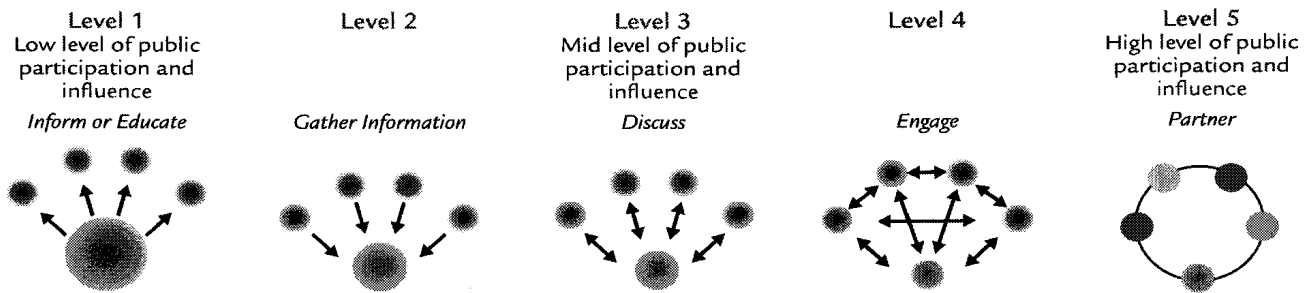 Level 1
Low level of public
participation and
influence
Inform or Educate
Level 2
Gather Information
Level 3
Mid level of public
participation and
influence
Discuss
Level 4
Engage
Level 5
High level of public
participation and
influence
Partner